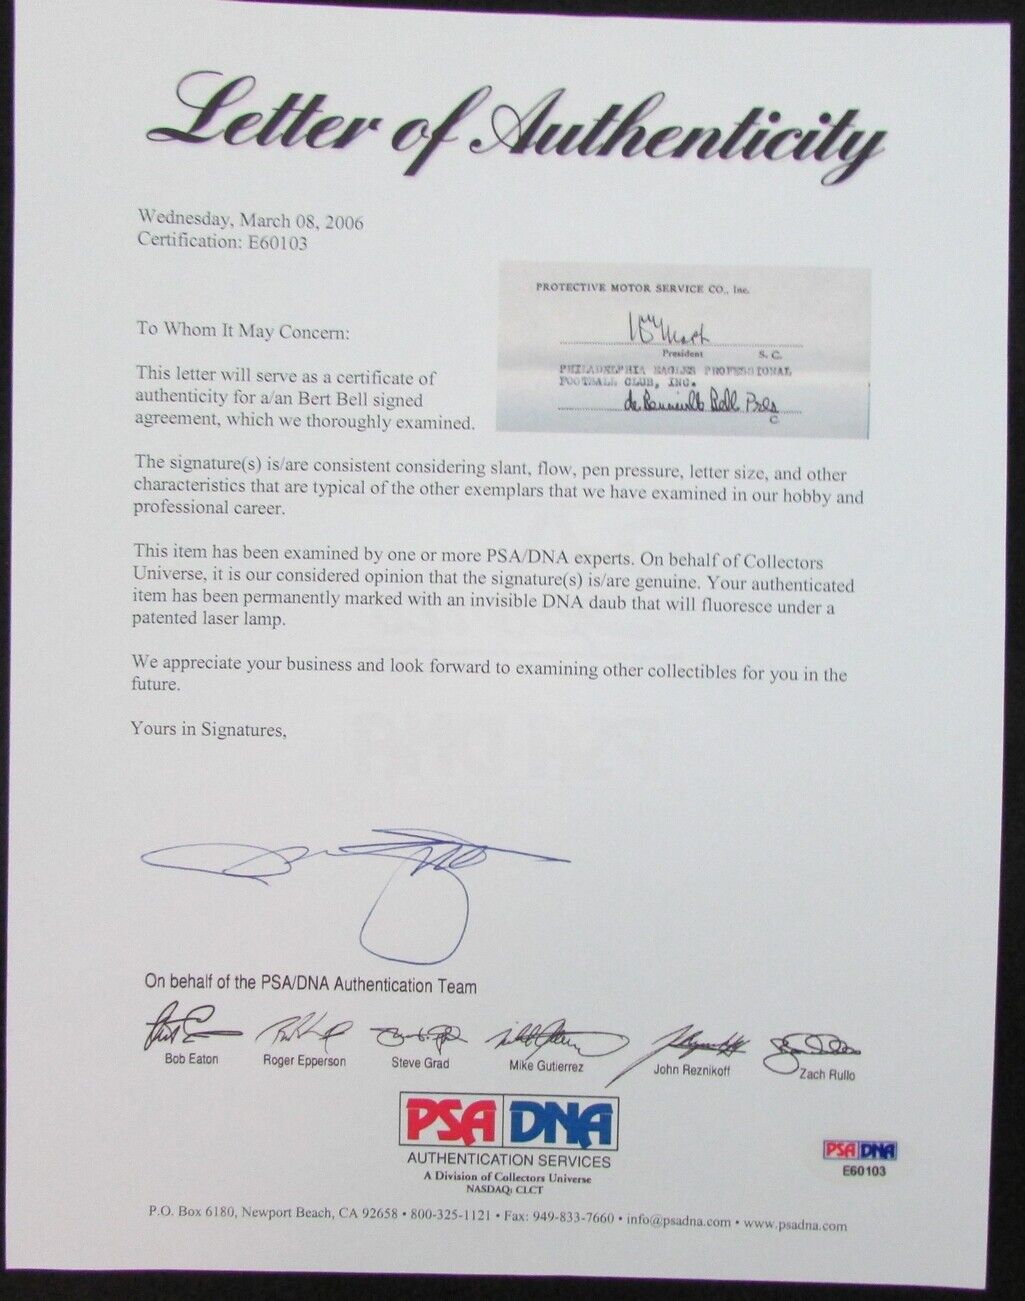 Letter of Authenticity
Wednesday, March 08, 2006
Certification: E60103
PROTECTIVE MOTOR SERVICE CO., Inc.
President S. C.
PHILADELPHIA EAGLES PROFESSIONAL
FOOTBALL CLUB, INC.
de Benneville Bell Pres
C.
To Whom It May Concern:
This letter will serve as a certificate of
authenticity for a/an Bert Bell signed
agreement, which we thoroughly examined.
The signature(s) is/are consistent considering slant, flow, pen pressure, letter size, and other
characteristics that are typical of the other exemplars that we have examined in our hobby and
professional career.
This item has been examined by one or more PSA/DNA experts. On behalf of Collectors
Universe, it is our considered opinion that the signature(s) is/are genuine. Your authenticated
item has been permanently marked with an invisible DNA daub that will fluoresce under a
patented laser lamp.
We appreciate your business and look forward to examining other collectibles for you in the
future.
Yours in Signatures,
On behalf of the PSA/DNA Authentication Team
Bob Eaton Roger Epperson Steve Grad Mike Gutierrez John Reznikoff Zach Rullo
PSA DNA
AUTHENTICATION SERVICES
A Division of Collectors Universe
NASDAQ: CLCT
PSA DNA
E60103
P.O. Box 6180, Newport Beach, CA 92658 • 800-325-1121 • Fax: 949-833-7660 • info@psadna.com • www.psadna.com